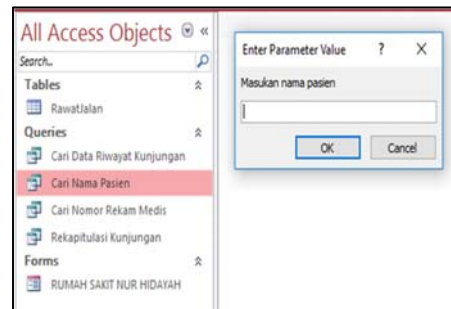 All Access Objects
Search...
Tables
RawatJalan
Queries
Cari Data Riwayat Kunjungan
Cari Nama Pasien
Cari Nomor Rekam Medis
Rekapitulasi Kunjungan
Forms
RUMAH SAKIT NUR HIDAYAH
Enter Parameter Value
Masukan nama pasien
OK Cancel